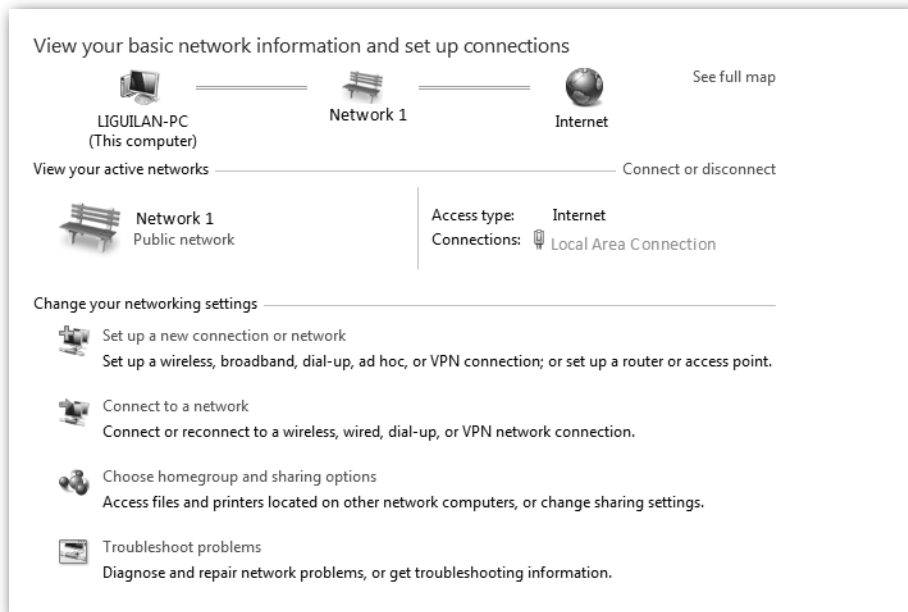 View your basic network information and set up connections
See full map
LIGUILAN-PC
(This computer)
Network 1
Internet
View your active networks
Connect or disconnect
Network 1
Public network
Access type: Internet
Connections: Local Area Connection
Change your networking settings
Set up a new connection or network
Set up a wireless, broadband, dial-up, ad hoc, or VPN connection; or set up a router or access point.
Connect to a network
Connect or reconnect to a wireless, wired, dial-up, or VPN network connection.
Choose homegroup and sharing options
Access files and printers located on other network computers, or change sharing settings.
Troubleshoot problems
Diagnose and repair network problems, or get troubleshooting information.